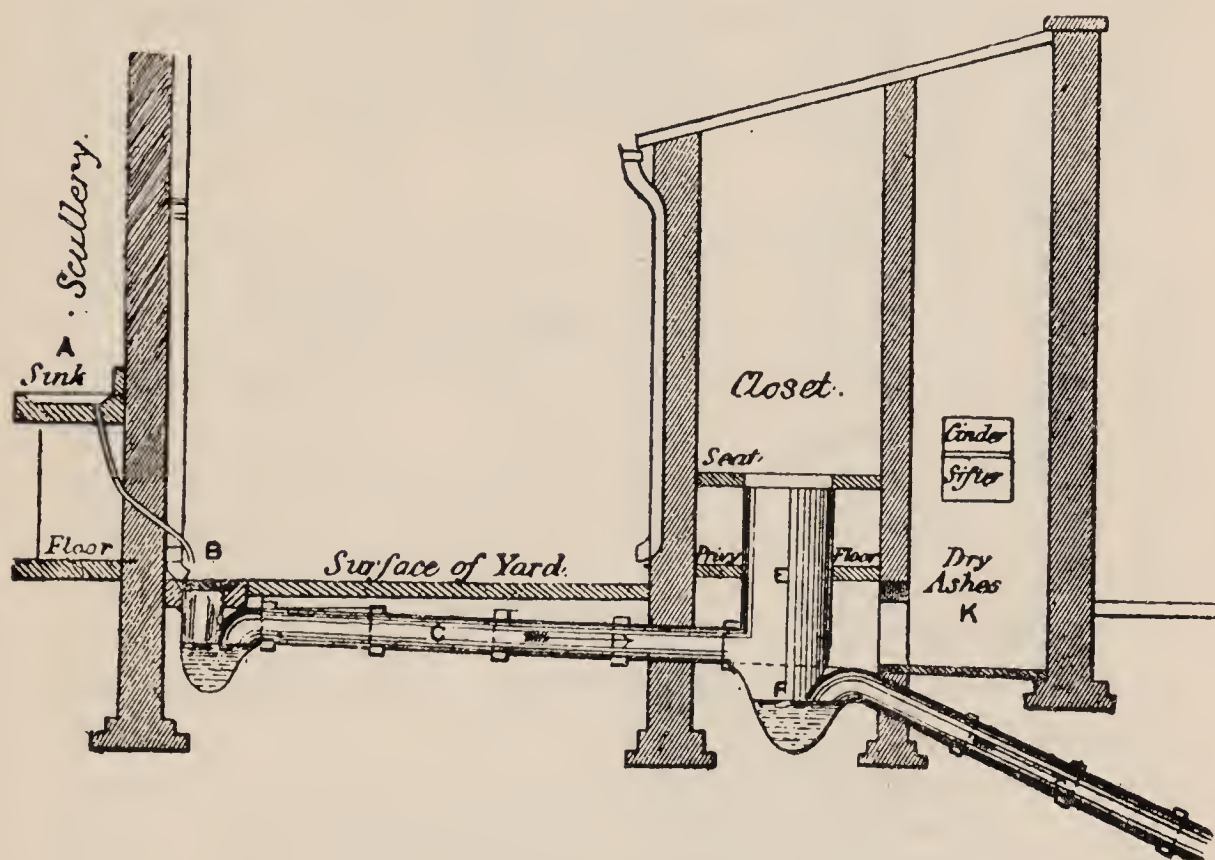 Scullery.
A
Sink
Floor
B
Surface of Yard.
C
Closet.
Seat.
Privy Floor
E
F
Cinder
Sifter
Dry
Ashes
K